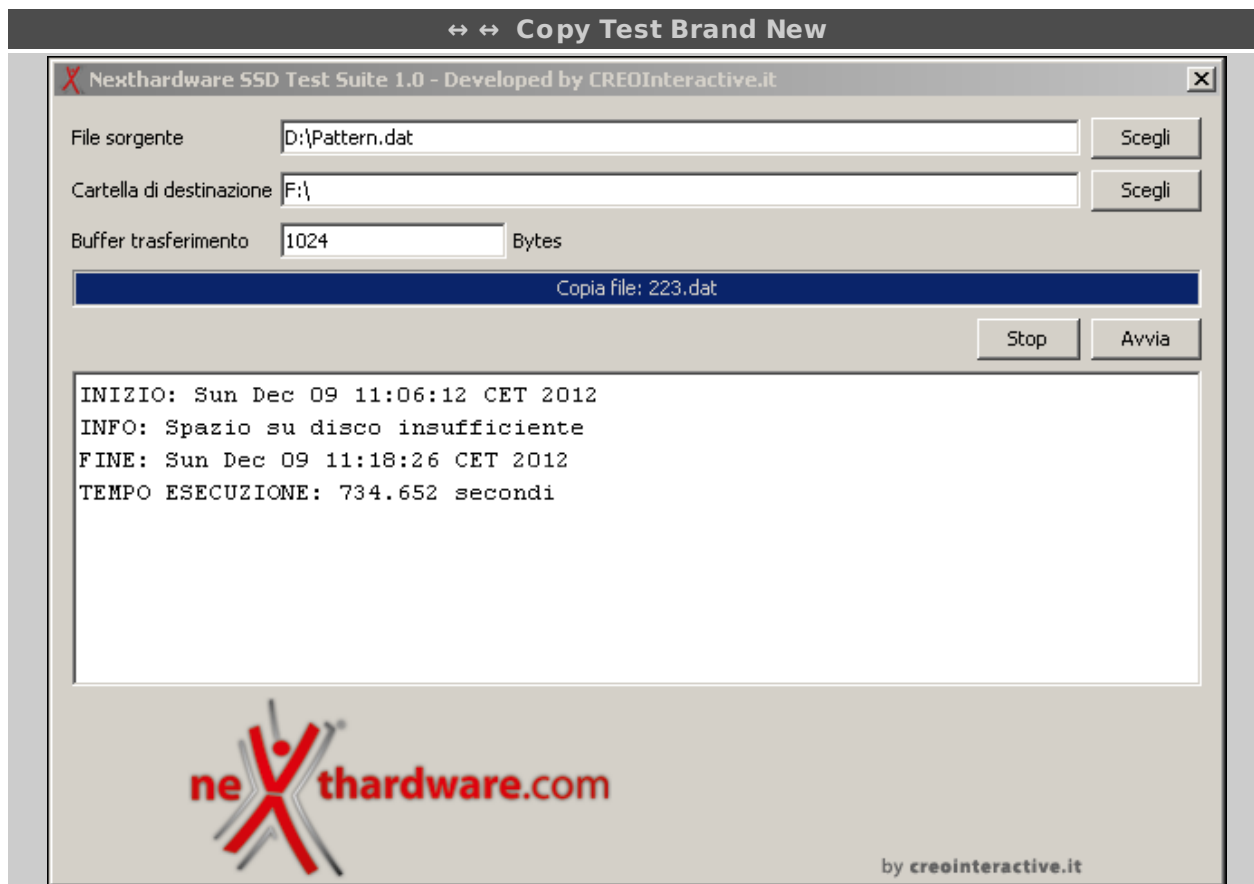 ↔ ↔ Copy Test Brand New
Nexthardware SSD Test Suite 1.0 - Developed by CREOInteractive.it
File sorgente D:\Pattern.dat Scegli
Cartella di destinazione F:\ Scegli
Buffer trasferimento 1024 Bytes
Copia file: 223.dat
Stop Avvia
INIZIO: Sun Dec 09 11:06:12 CET 2012
INFO: Spazio su disco insufficiente
FINE: Sun Dec 09 11:18:26 CET 2012
TEMPO ESECUZIONE: 734.652 secondi
nexthardware.com
by creointeractive.it